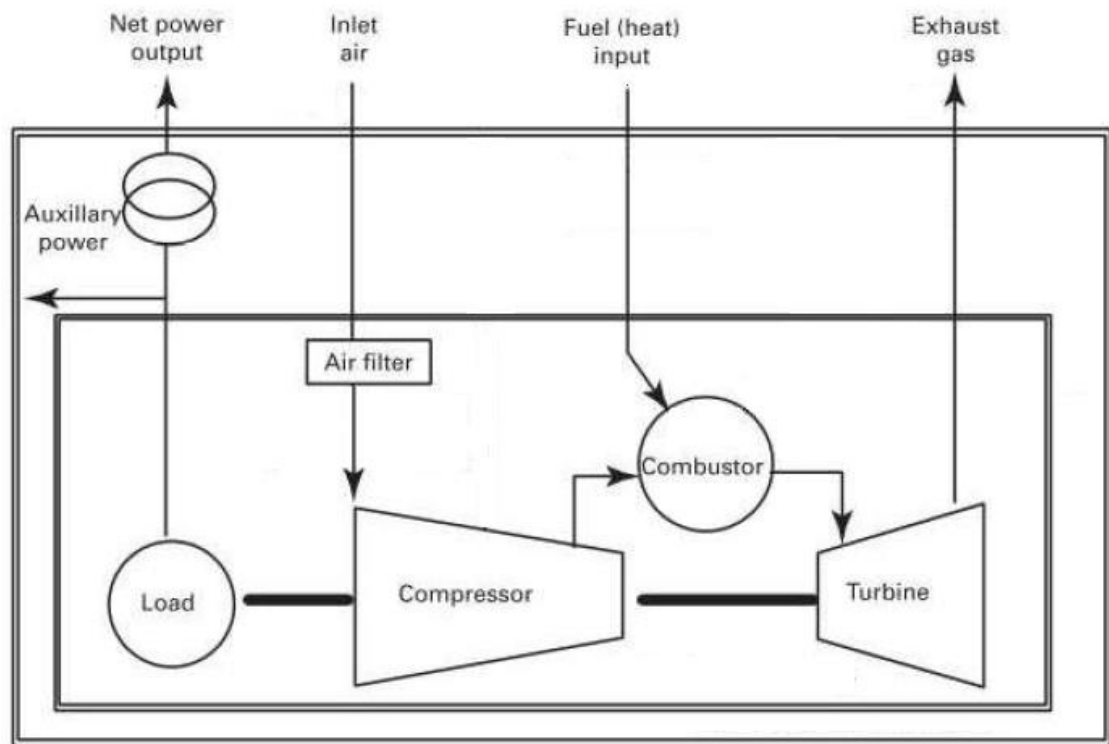 Net power
output
Inlet
air
Fuel (heat)
input
Exhaust
gas
Auxillary
power
Air filter
Combustor
Load
Compressor
Turbine